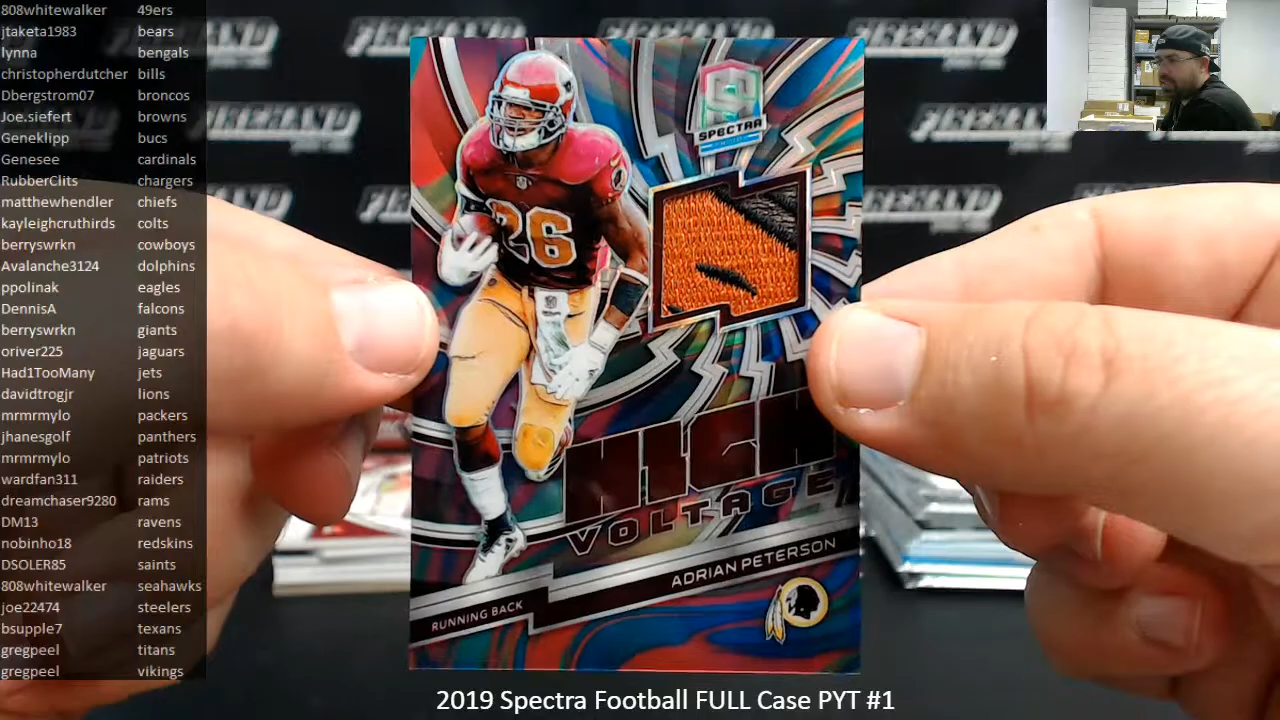 808whitewalker 49ers
jtaketa1983 bears
lynna bengals
christopherdutcher bills
Dbergstrom07 broncos
Joe.siefert browns
Geneklipp bucs
Genesee cardinals
RubberClits chargers
matthewhendler chiefs
kayleighcruthirds colts
berryswrkn cowboys
Avalanche3124 dolphins
ppolinak eagles
DennisA falcons
berryswrkn giants
oriver225 jaguars
Had1TooMany jets
davidtrogjr lions
mrmrmylo packers
jhanesgolf panthers
mrmrmylo patriots
wardfan311 raiders
dreamchaser9280 rams
DM13 ravens
nobinho18 redskins
DSOLER85 saints
808whitewalker seahawks
joe22474 steelers
bsupple7 texans
gregpeel titans
gregpeel vikings
SPECTRA
26
HIGH
VOLTAGE
ADRIAN PETERSON
RUNNING BACK
2019 Spectra Football FULL Case PYT #1